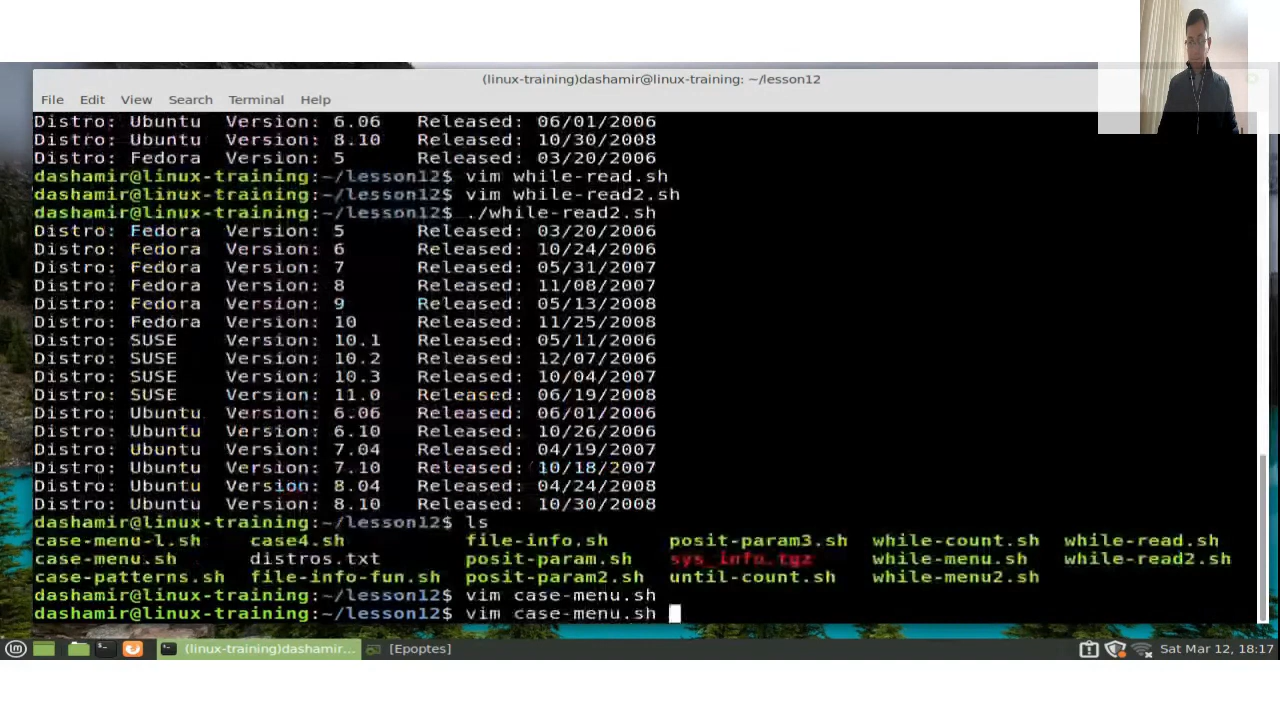 (linux-training)dashamir@linux-training: ~/lesson12
File Edit View Search Terminal Help
Distro: Ubuntu Version: 6.06 Released: 06/01/2006
Distro: Ubuntu Version: 8.10 Released: 10/30/2008
Distro: Fedora Version: 5 Released: 03/20/2006
dashamir@linux-training:~/lesson12$ vim while-read.sh
dashamir@linux-training:~/lesson12$ vim while-read2.sh
dashamir@linux-training:~/lesson12$ ./while-read2.sh
Distro: Fedora Version: 5 Released: 03/20/2006
Distro: Fedora Version: 6 Released: 10/24/2006
Distro: Fedora Version: 7 Released: 05/31/2007
Distro: Fedora Version: 8 Released: 11/08/2007
Distro: Fedora Version: 9 Released: 05/13/2008
Distro: Fedora Version: 10 Released: 11/25/2008
Distro: SUSE Version: 10.1 Released: 05/11/2006
Distro: SUSE Version: 10.2 Released: 12/07/2006
Distro: SUSE Version: 10.3 Released: 10/04/2007
Distro: SUSE Version: 11.0 Released: 06/19/2008
Distro: Ubuntu Version: 6.06 Released: 06/01/2006
Distro: Ubuntu Version: 6.10 Released: 10/26/2006
Distro: Ubuntu Version: 7.04 Released: 04/19/2007
Distro: Ubuntu Version: 7.10 Released: 10/18/2007
Distro: Ubuntu Version: 8.04 Released: 04/24/2008
Distro: Ubuntu Version: 8.10 Released: 10/30/2008
dashamir@linux-training:~/lesson12$ ls
case-menu-l.sh case4.sh file-info.sh posit-param3.sh while-count.sh while-read.sh
case-menu.sh distros.txt posit-param.sh sys_info.tgz while-menu.sh while-read2.sh
case-patterns.sh file-info-fun.sh posit-param2.sh until-count.sh while-menu2.sh
dashamir@linux-training:~/lesson12$ vim case-menu.sh
dashamir@linux-training:~/lesson12$ vim case-menu.sh
(linux-training)dashamir... [Epoptes] Sat Mar 12, 18:17